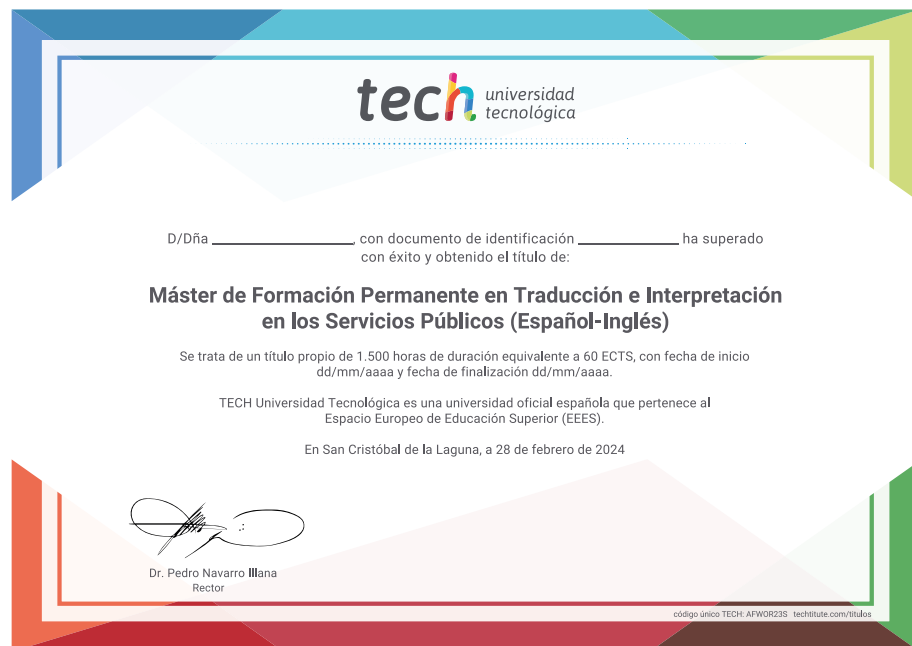 tech universidad
tecnológica
D/Dña ____________________, con documento de identificación ______________ ha superado
con éxito y obtenido el título de:
Máster de Formación Permanente en Traducción e Interpretación
en los Servicios Públicos (Español-Inglés)
Se trata de un título propio de 1.500 horas de duración equivalente a 60 ECTS, con fecha de inicio
dd/mm/aaaa y fecha de finalización dd/mm/aaaa.
TECH Universidad Tecnológica es una universidad oficial española que pertenece al
Espacio Europeo de Educación Superior (EEES).
En San Cristóbal de la Laguna, a 28 de febrero de 2024
Dr. Pedro Navarro Illana
Rector
código único TECH: AFWOR23S techtitute.com/titulos